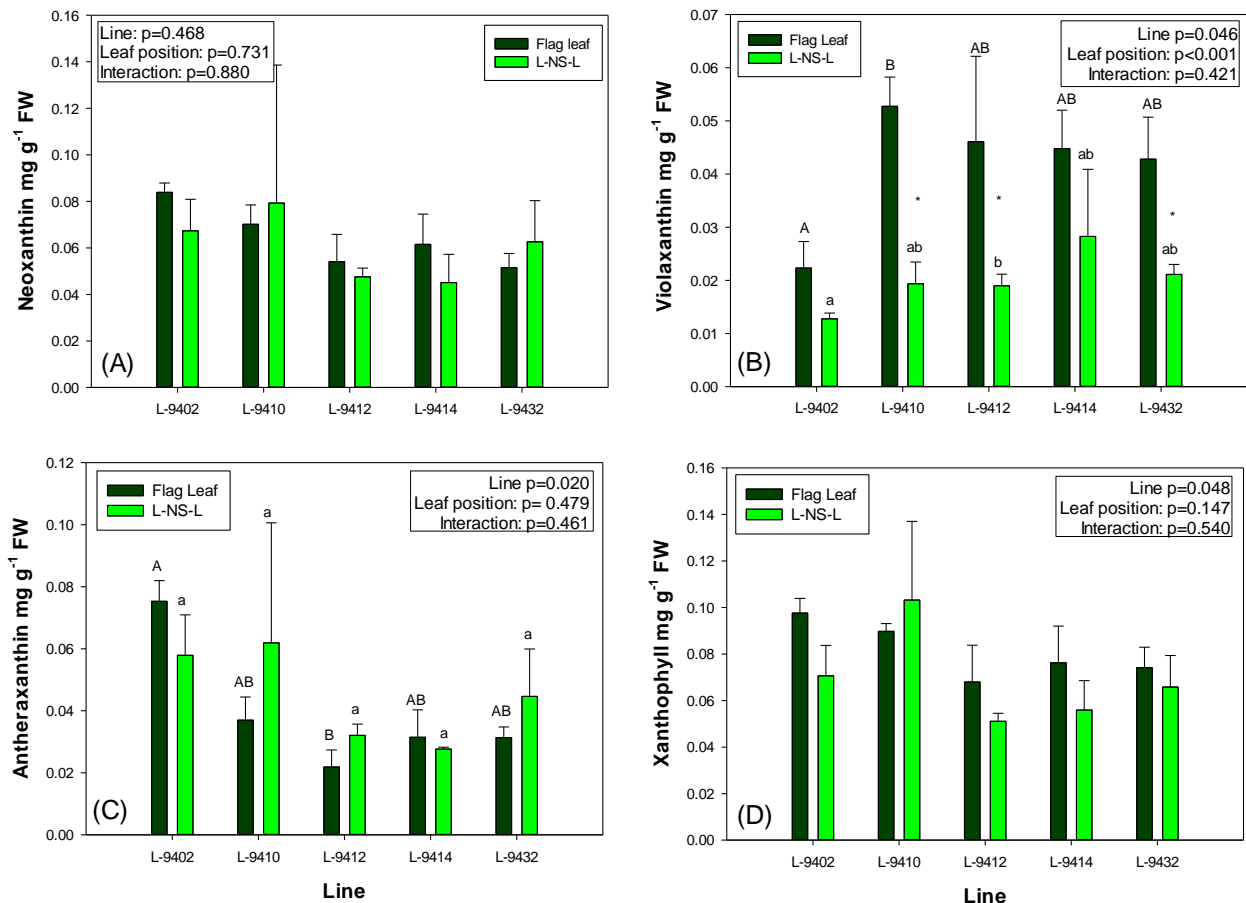 0.16
0.14
0.12
0.10
0.08
0.06
0.04
0.02
0.00
Neoxanthin mg g-1 FW
Line: p=0.468
Leaf position: p=0.731
Interaction: p=0.880
Flag leaf
L-NS-L
(A)
L-9402 L-9410 L-9412 L-9414 L-9432
0.07
0.06
0.05
0.04
0.03
0.02
0.01
0.00
Violaxanthin mg g-1 FW
Flag Leaf
L-NS-L
Line p=0.046
Leaf position: p<0.001
Interaction: p=0.421
A a
B * ab
AB * b
AB ab
AB * ab
(B)
L-9402 L-9410 L-9412 L-9414 L-9432
0.12
0.10
0.08
0.06
0.04
0.02
0.00
Antheraxanthin mg g-1 FW
Flag Leaf
L-NS-L
Line p=0.020
Leaf position: p= 0.479
Interaction: p=0.461
A a
AB a
B a
AB a
AB a
(C)
L-9402 L-9410 L-9412 L-9414 L-9432
Line
0.16
0.14
0.12
0.10
0.08
0.06
0.04
0.02
0.00
Xanthophyll mg g-1 FW
Flag Leaf
L-NS-L
Line p=0.048
Leaf position: p=0.147
Interaction: p=0.540
(D)
L-9402 L-9410 L-9412 L-9414 L-9432
Line